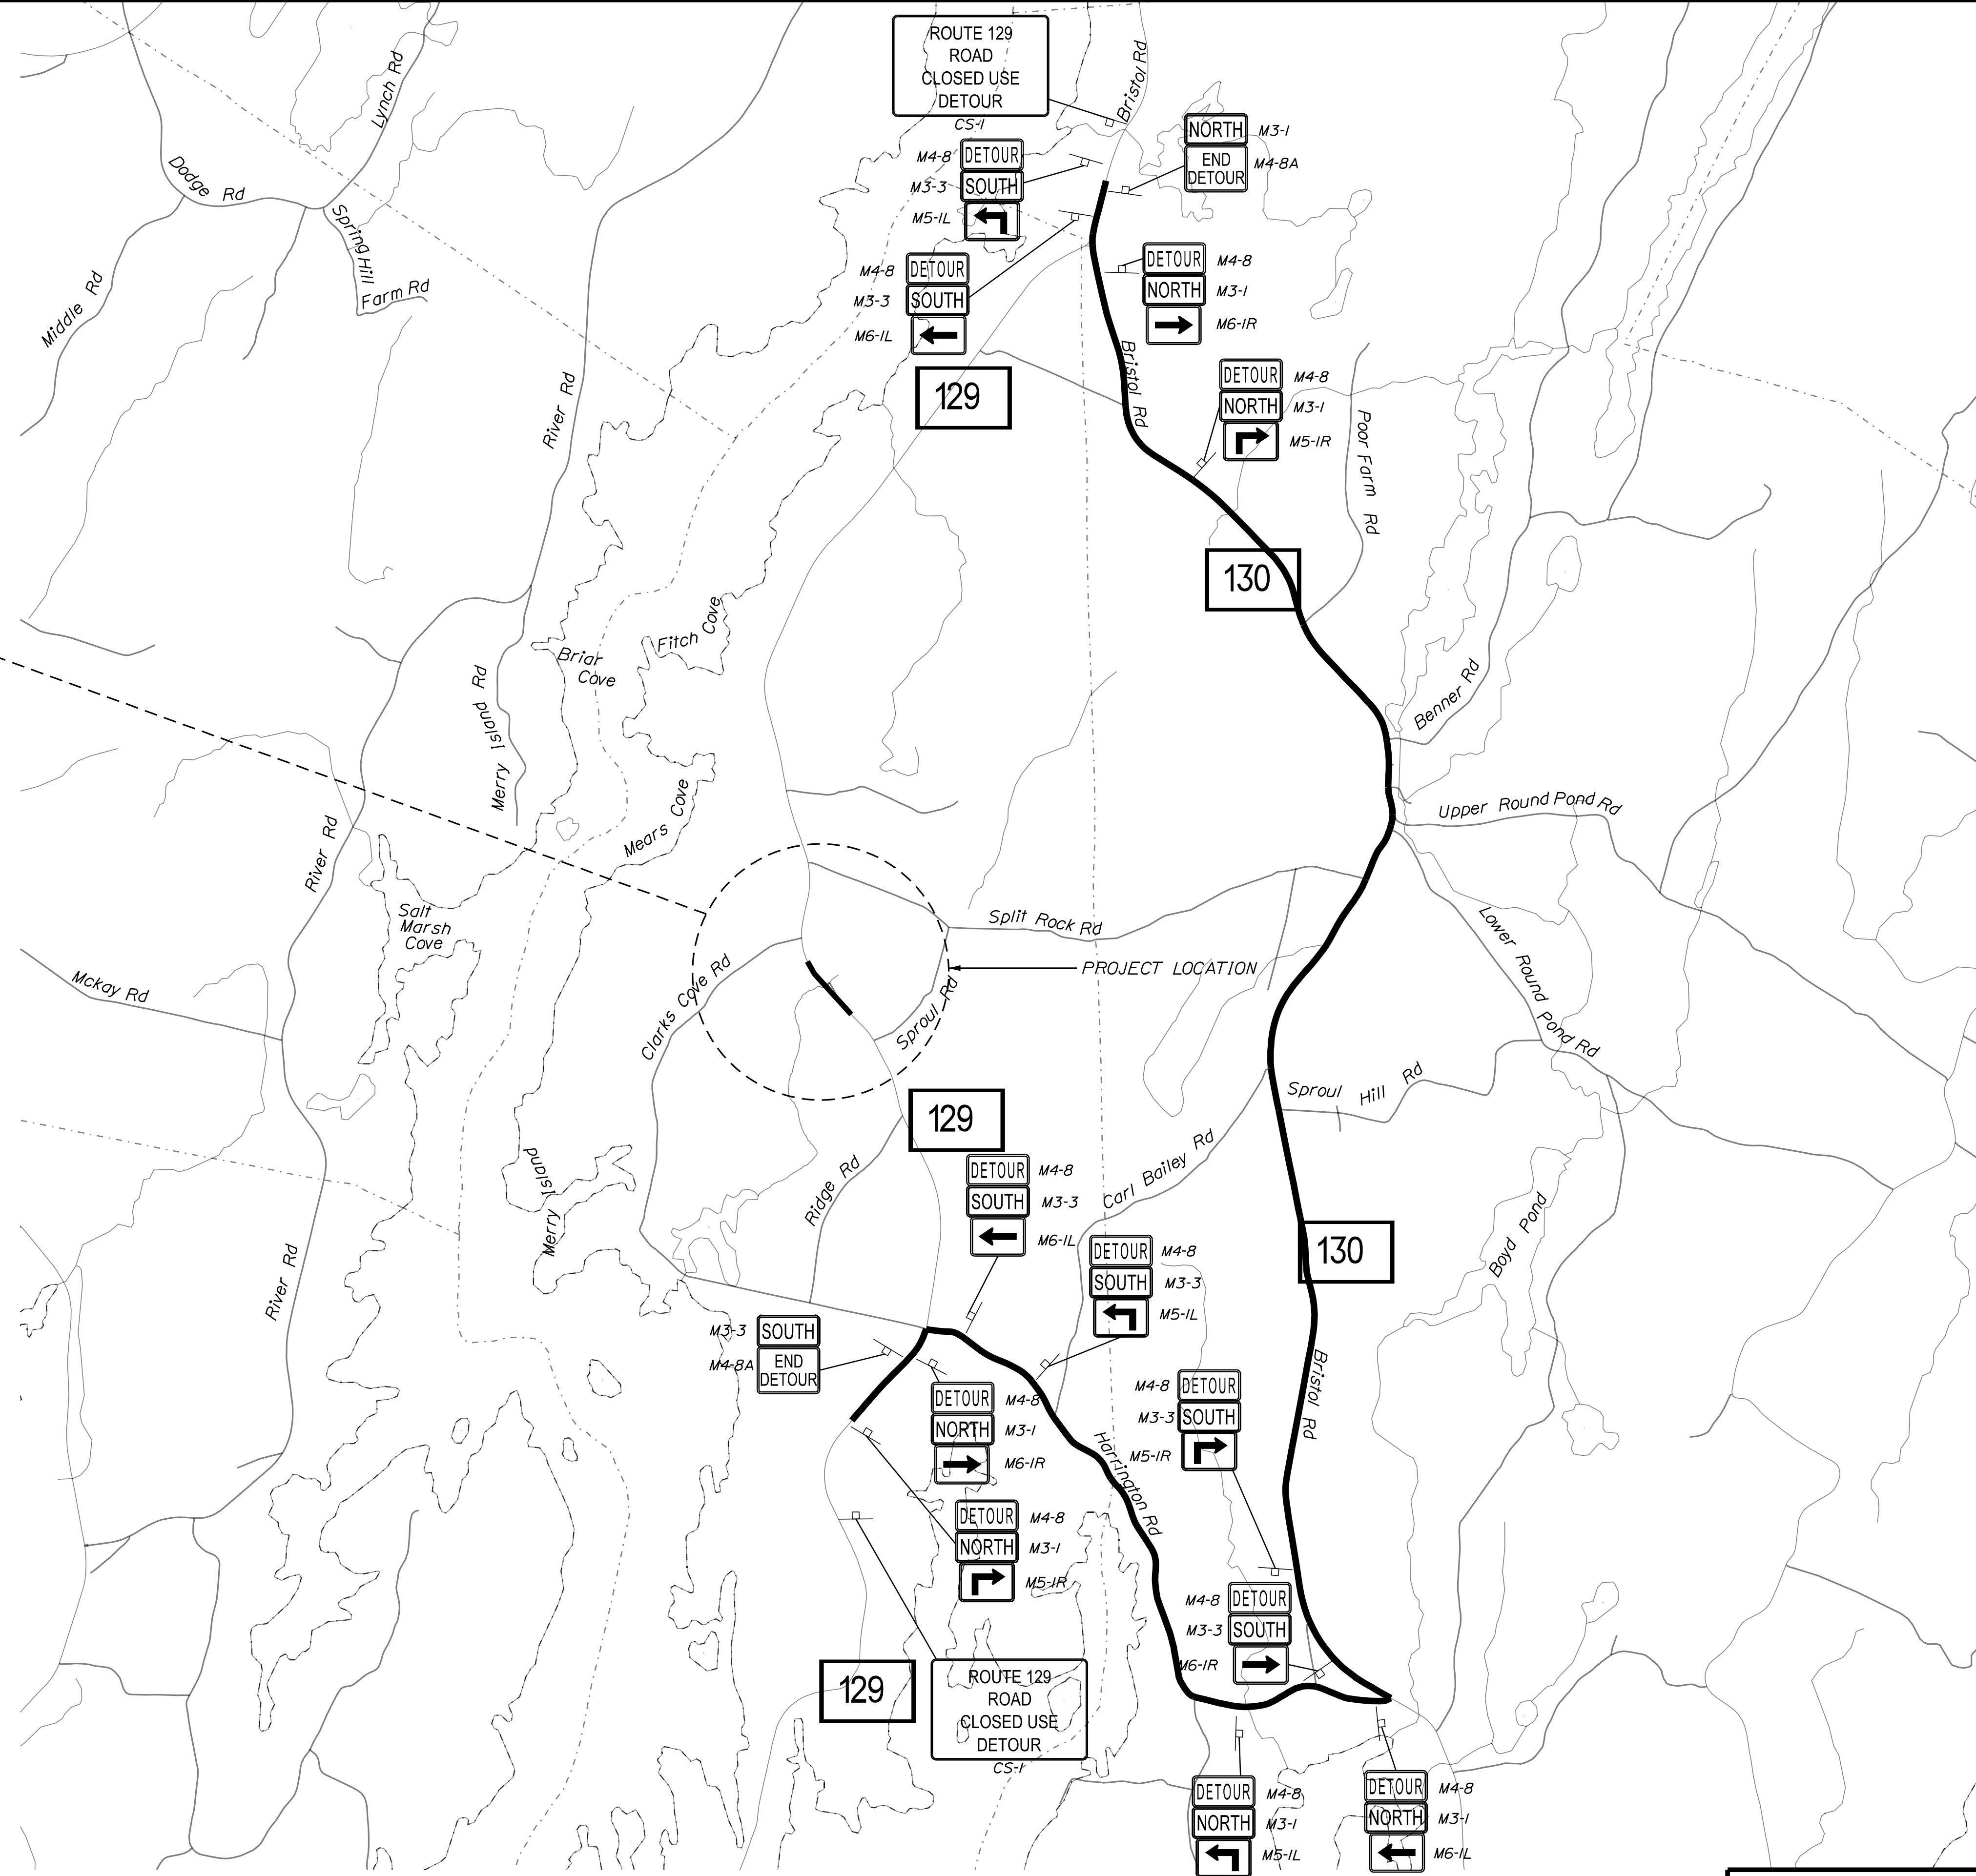 ROUTE 129
ROAD
CLOSED USE
DETOUR
CS-1
Bristol Rd
Lynch Rd
NORTH M3-1
END
DETOUR M4-8A
M4-8 DETOUR
M3-3 SOUTH
M5-1L
Dodge Rd
Spring Hill
Farm Rd
Middle Rd
M4-8 DETOUR
M3-3 SOUTH
M6-1L
DETOUR M4-8
NORTH M3-1
M6-1R
Bristol Rd
129
River Rd
DETOUR M4-8
NORTH M3-1
M5-1R
Poor Farm Rd
130
Fitch Cove
Briar
Cove
Merry Island Rd
Benner Rd
Mears Cove
Upper Round Pond Rd
River Rd
Salt
Marsh
Cove
Split Rock Rd
Lower Round Pond Rd
PROJECT LOCATION
Mckay Rd
Clarks Cove Rd
Sproul Rd
Sproul Hill Rd
129
Carl Bailey Rd
Merry Island
Ridge Rd
DETOUR M4-8
SOUTH M3-3
M6-1L
Boyd Pond
River Rd
DETOUR M4-8
SOUTH M3-3
M5-1L
130
M3-3 SOUTH
M4-8A END
DETOUR
Bristol Rd
DETOUR M4-8
NORTH M3-1
M6-1R
M4-8 DETOUR
M3-3 SOUTH
M5-1R
Harrington Rd
DETOUR M4-8
NORTH M3-1
M5-1R
M4-8 DETOUR
M3-3 SOUTH
M6-1R
129
ROUTE 129
ROAD
CLOSED USE
DETOUR
CS-1
DETOUR M4-8
NORTH M3-1
M5-1L
DETOUR M4-8
NORTH M3-1
M6-1L